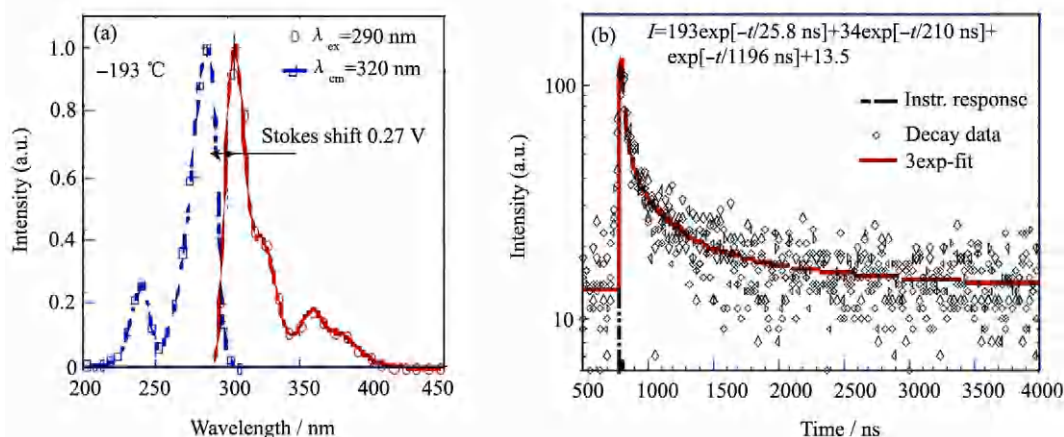 (a)
λ ex=290 nm
−193 ℃
λ em=320 nm
Stokes shift 0.27 V
Intensity (a.u.)
1.0
0.8
0.6
0.4
0.2
0
200
250
300
350
400
450
Wavelength / nm
(b)
I=193exp[-t/25.8 ns]+34exp[-t/210 ns]+
exp[-t/1196 ns]+13.5
Instr. response
Decay data
3exp-fit
Intensity (a.u.)
100
10
500
1000
1500
2000
2500
3000
3500
4000
Time / ns